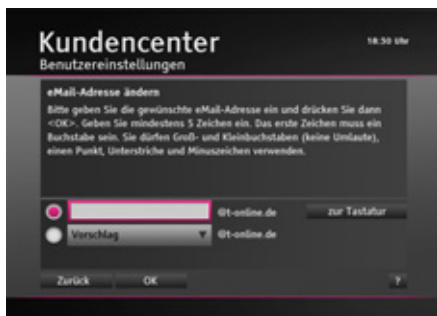 Kundencenter
18:50 Uhr
Benutzereinstellungen
eMail-Adresse ändern
Bitte geben Sie die gewünschte eMail-Adresse ein und drücken Sie dann
<OK>. Geben Sie mindestens 5 Zeichen ein. Das erste Zeichen muss ein
Buchstabe sein. Sie dürfen Groß- und Kleinbuchstaben (keine Umlaute),
einen Punkt, Unterstriche und Minuszeichen verwenden.
@t-online.de zur Tastatur
Vorschlag @t-online.de
Zurück OK ?